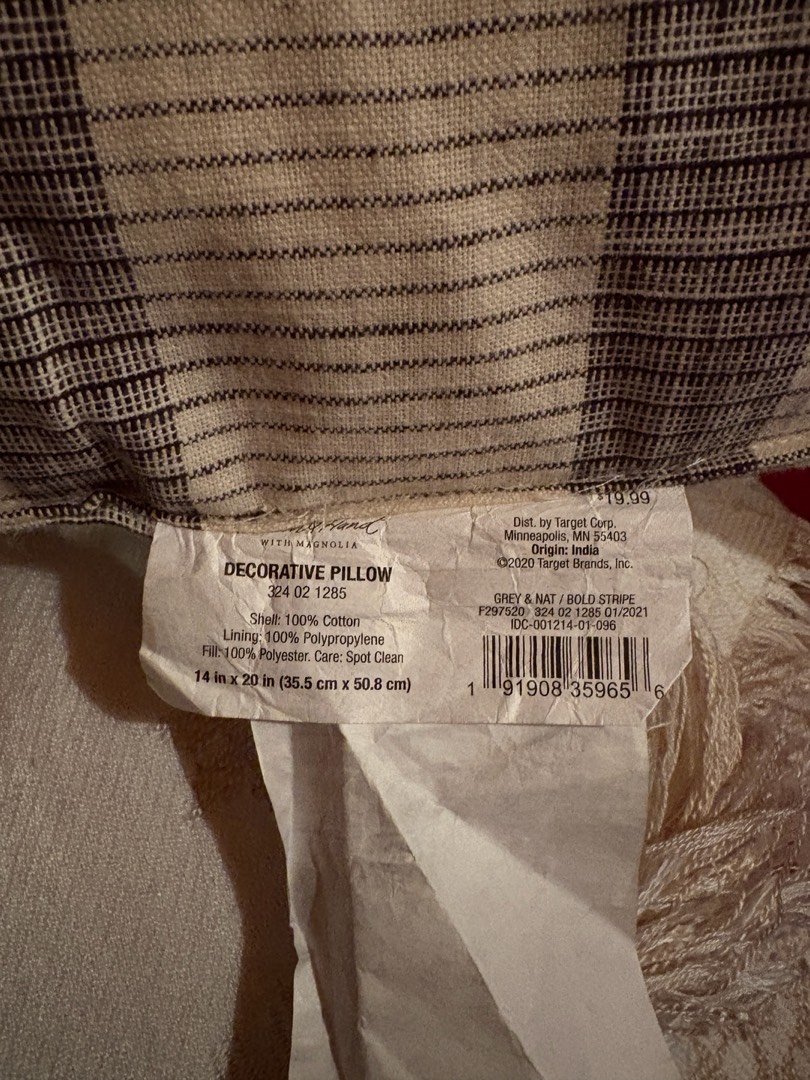 Hand
WITH MAGNOLIA
DECORATIVE PILLOW
324 02 1285
Shell: 100% Cotton
Lining: 100% Polypropylene
Fill: 100% Polyester. Care: Spot Clean
14 in x 20 in (35.5 cm x 50.8 cm)
$19.99
Dist. by Target Corp.
Minneapolis, MN 55403
Origin: India
©2020 Target Brands, Inc.
GREY & NAT / BOLD STRIPE
F297520 324 02 1285 01/2021
IDC-001214-01-096
1 91908 35965 6